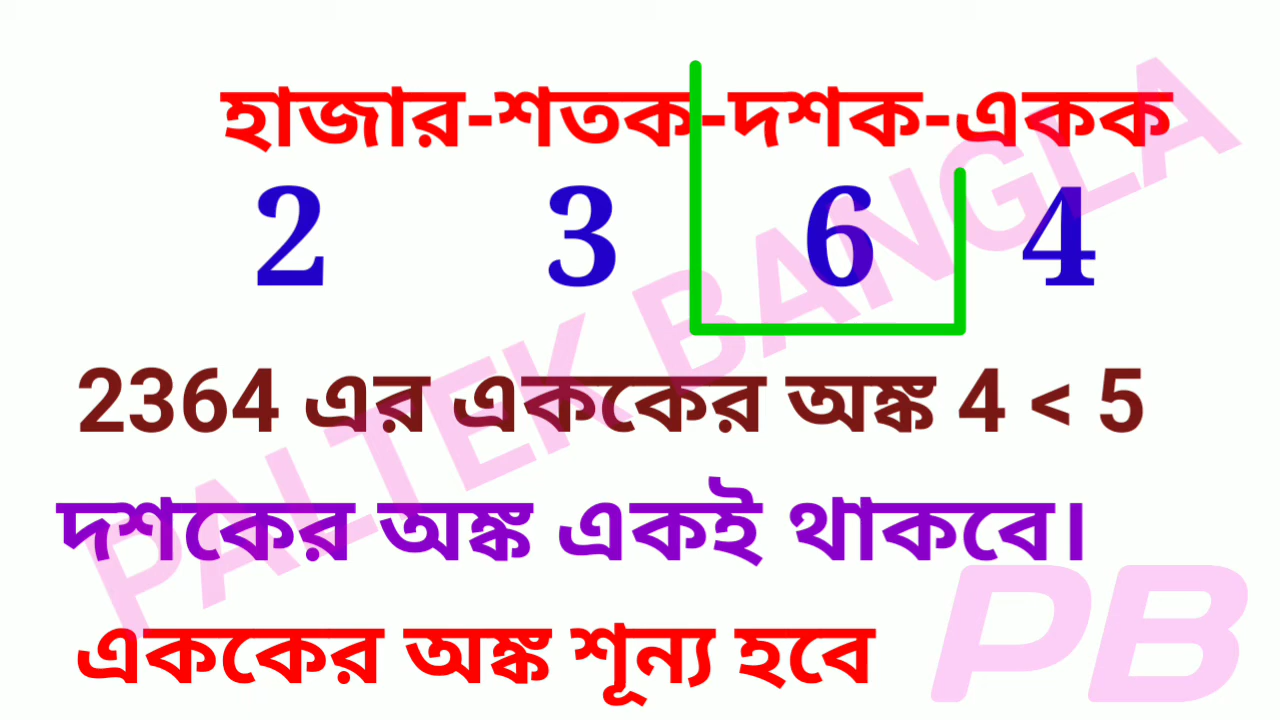 হাজার-শতক-দশক-একক
2 3 6 4
2364 এর এককের অঙ্ক 4 < 5
দশকের অঙ্ক একই থাকবে।
এককের অঙ্ক শূন্য হবে
PALTEK BANGLA
PB